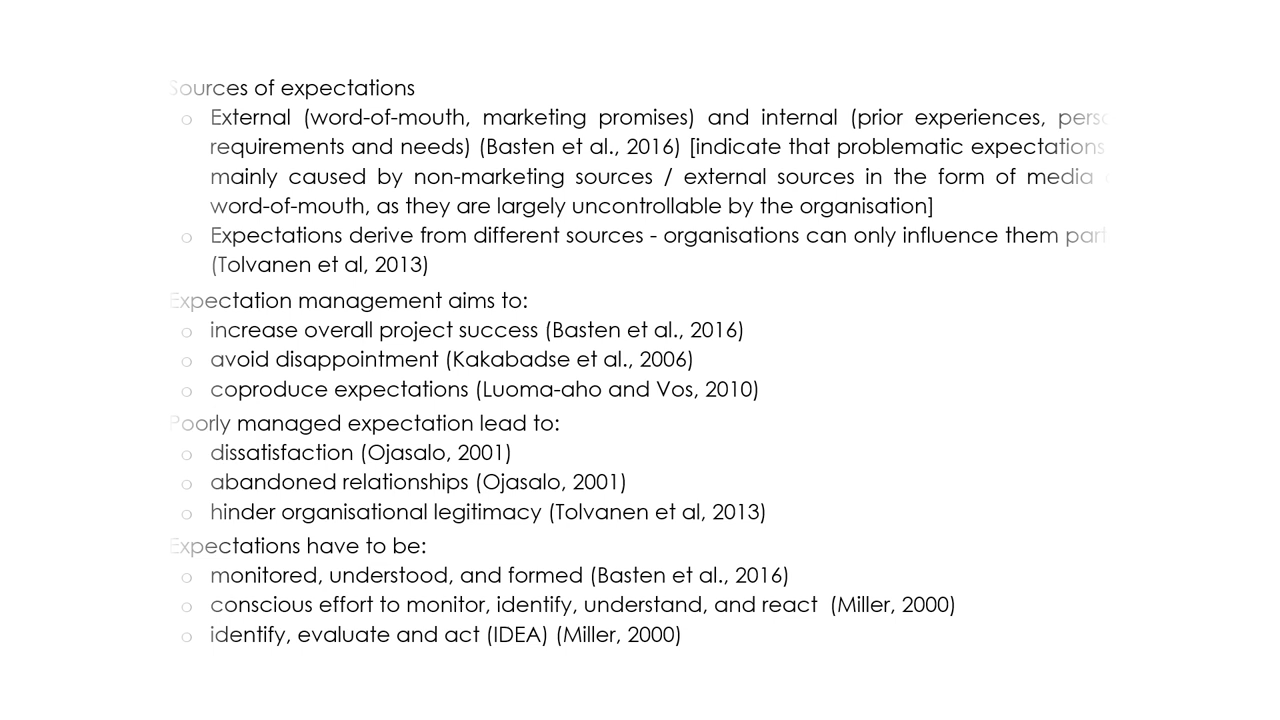 Sources of expectations
○ External (word-of-mouth, marketing promises) and internal (prior experiences,
requirements and needs) (Basten et al., 2016) [indicate that problematic expectations
mainly caused by non-marketing sources / external sources in the form of media
word-of-mouth, as they are largely uncontrollable by the organisation]
○ Expectations derive from different sources - organisations can only influence them
(Tolvanen et al, 2013)
Expectation management aims to:
○ increase overall project success (Basten et al., 2016)
○ avoid disappointment (Kakabadse et al., 2006)
○ coproduce expectations (Luoma-aho and Vos, 2010)
Poorly managed expectation lead to:
○ dissatisfaction (Ojasalo, 2001)
○ abandoned relationships (Ojasalo, 2001)
○ hinder organisational legitimacy (Tolvanen et al, 2013)
Expectations have to be:
○ monitored, understood, and formed (Basten et al., 2016)
○ conscious effort to monitor, identify, understand, and react (Miller, 2000)
○ identify, evaluate and act (IDEA) (Miller, 2000)